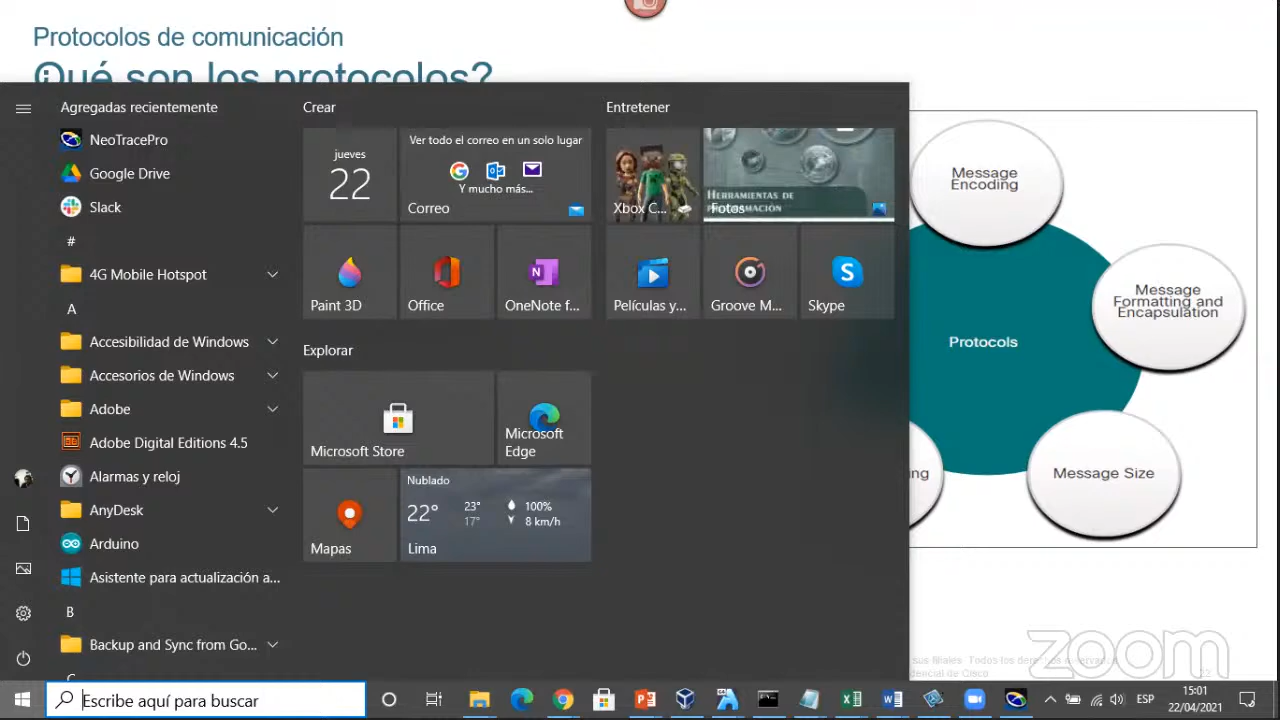 Protocolos de comunicación
¿Qué son los protocolos?
Agregadas recientemente
NeoTracePro
Google Drive
Slack
#
4G Mobile Hotspot
A
Accesibilidad de Windows
Accesorios de Windows
Adobe
Adobe Digital Editions 4.5
Alarmas y reloj
AnyDesk
Arduino
Asistente para actualización a...
B
Backup and Sync from Go...
Crear
jueves
22
Ver todo el correo en un solo lugar
Y mucho más...
Correo
Paint 3D
Office
OneNote f...
Explorar
Microsoft Store
Microsoft
Edge
Mapas
Nublado
22° 23° 100%
17° 8 km/h
Lima
Entretener
Xbox C...
HERRAMIENTAS DE
Fotos
Películas y...
Groove M...
Skype
Message
Encoding
Message
Formatting and
Encapsulation
Protocols
Message Size
zoom
Escribe aquí para buscar
ESP
15:01
22/04/2021